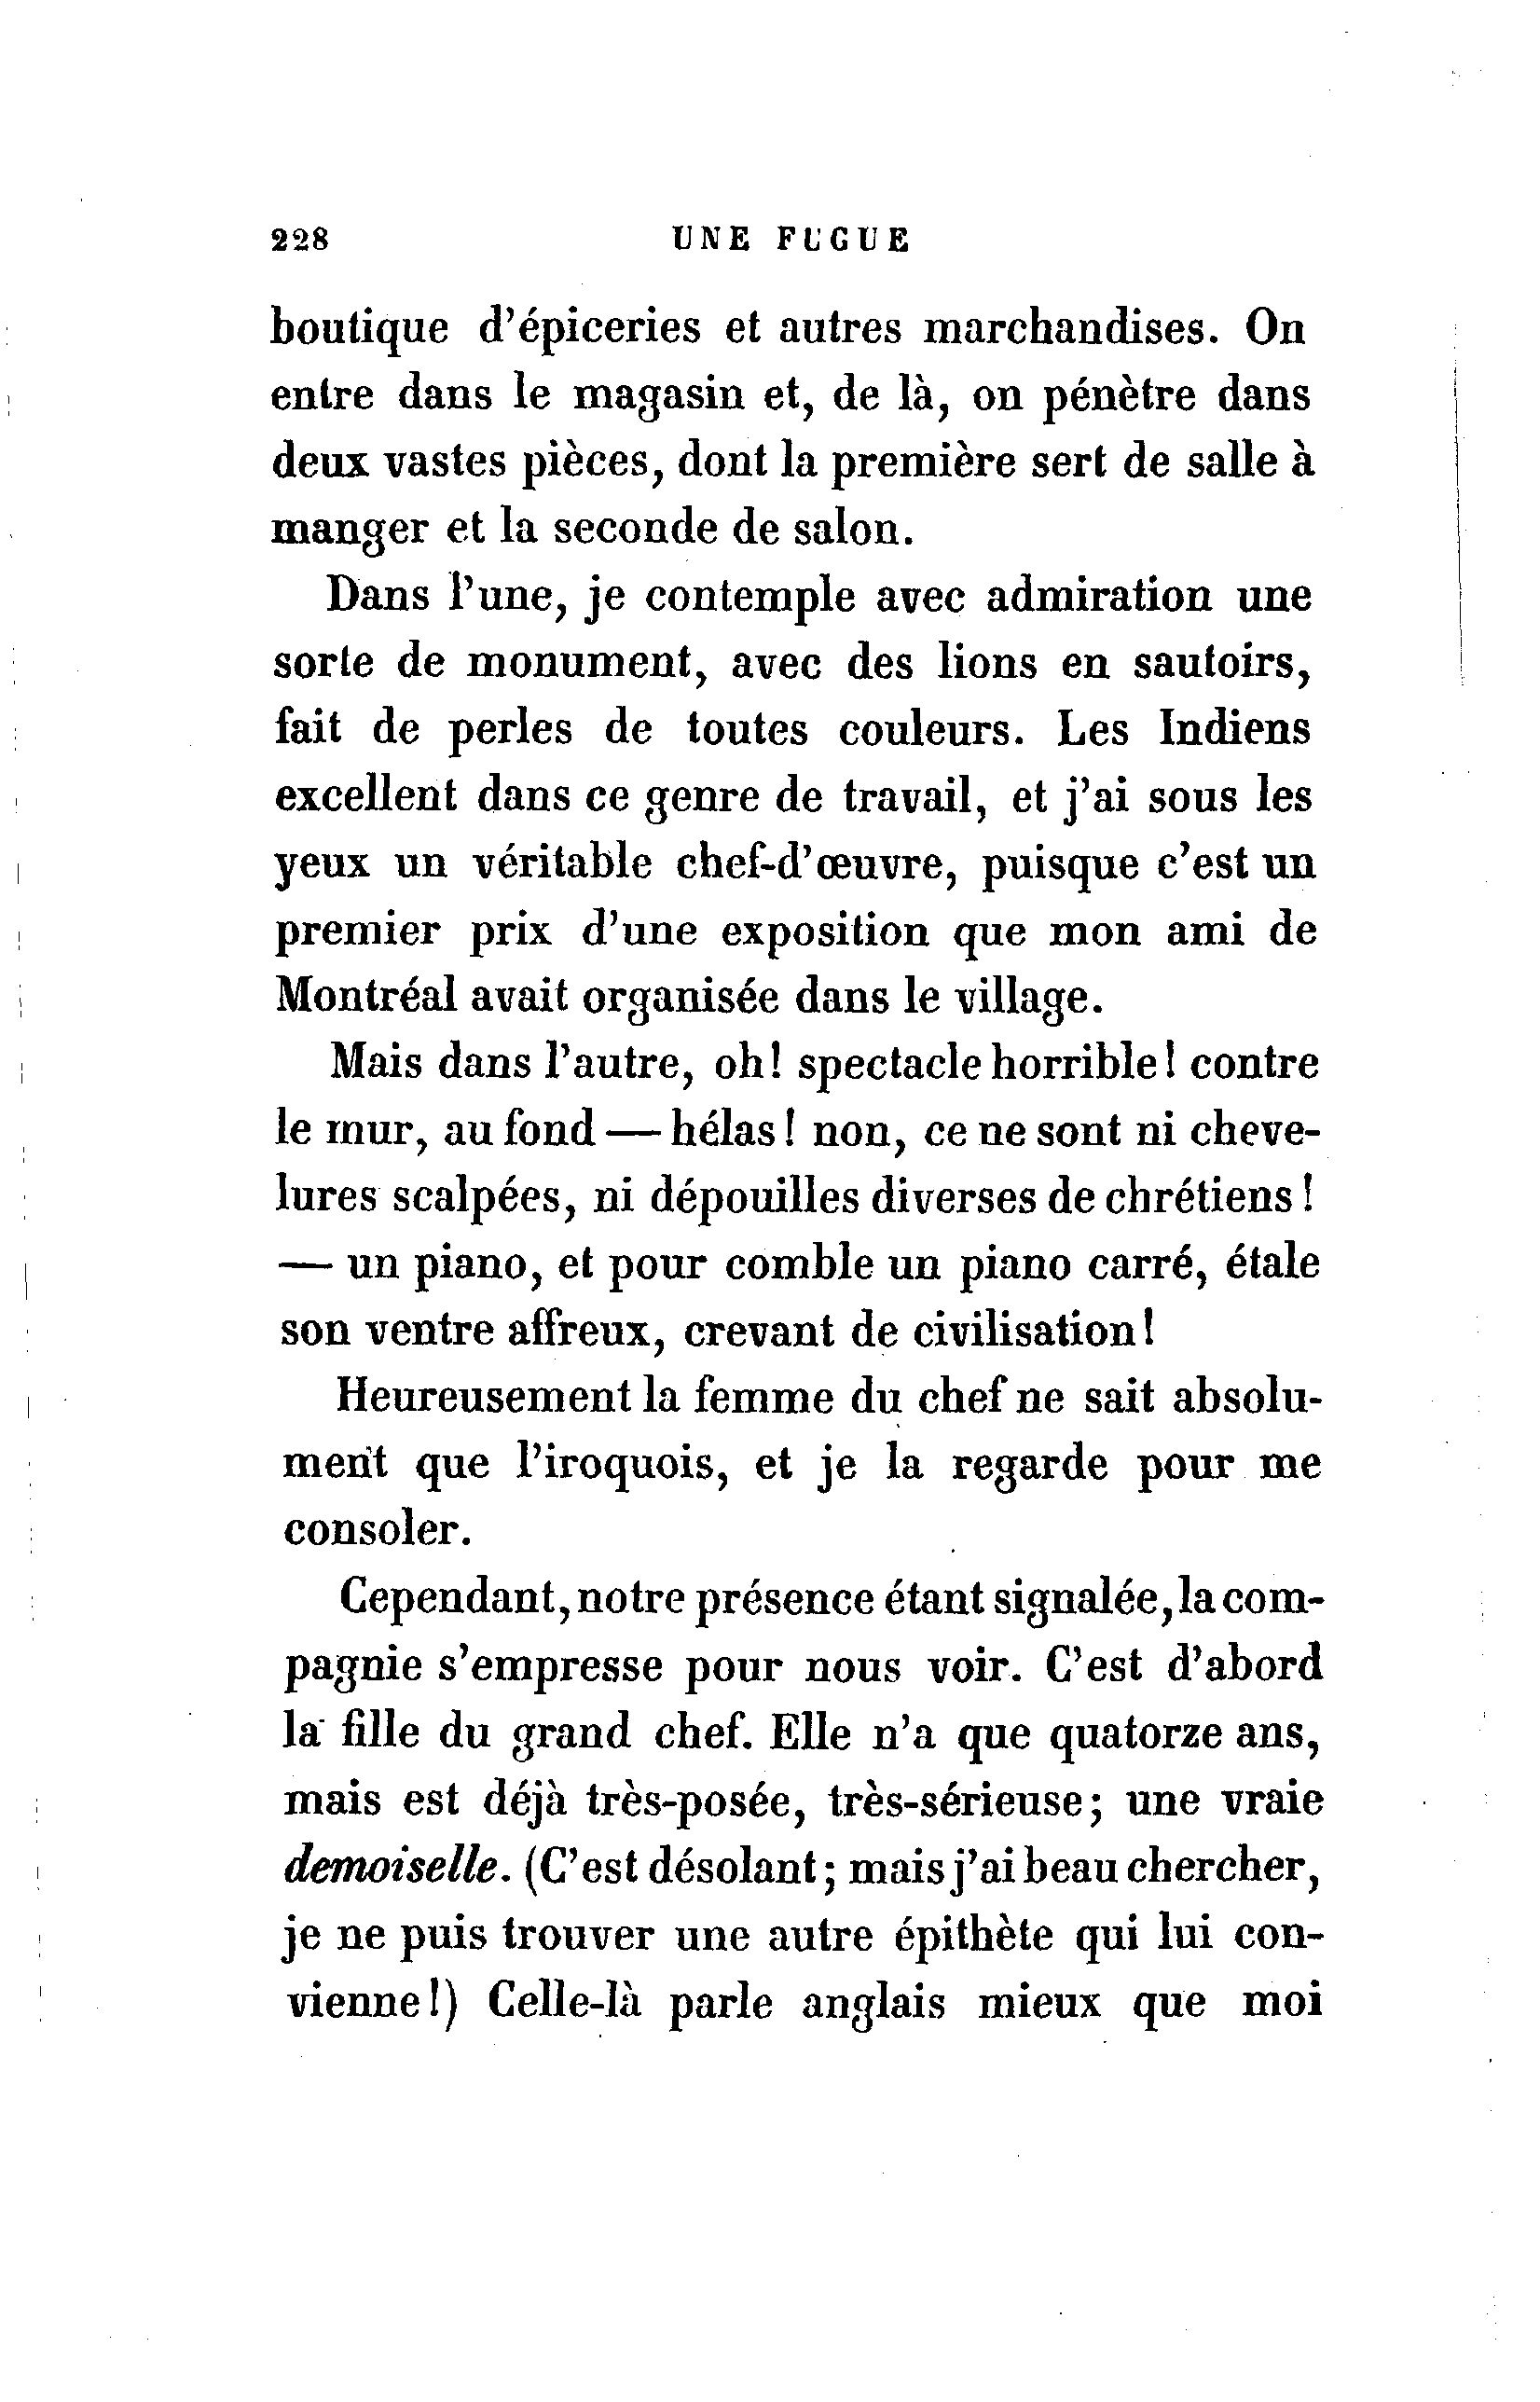 228 UNE FUGUE
boutique d'épiceries et autres marchandises. On
entre dans le magasin et, de là, on pénètre dans
deux vastes pièces, dont la première sert de salle à
manger et la seconde de salon.
Dans l'une, je contemple avec admiration une
sorte de monument, avec des lions en sautoirs,
fait de perles de toutes couleurs. Les Indiens
excellent dans ce genre de travail, et j'ai sous les
yeux un véritable chef-d'œuvre, puisque c'est un
premier prix d'une exposition que mon ami de
Montréal avait organisée dans le village.
Mais dans l'autre, oh! spectacle horrible! contre
le mur, au fond — hélas! non, ce ne sont ni cheve-
lures scalpées, ni dépouilles diverses de chrétiens!
— un piano, et pour comble un piano carré, étale
son ventre affreux, crevant de civilisation!
Heureusement la femme du chef ne sait absolu-
ment que l'iroquois, et je la regarde pour me
consoler.
Cependant, notre présence étant signalée, la com-
pagnie s'empresse pour nous voir. C'est d'abord
la fille du grand chef. Elle n'a que quatorze ans,
mais est déjà très-posée, très-sérieuse; une vraie
demoiselle. (C'est désolant; mais j'ai beau chercher,
je ne puis trouver une autre épithète qui lui con-
vienne!) Celle-là parle anglais mieux que moi